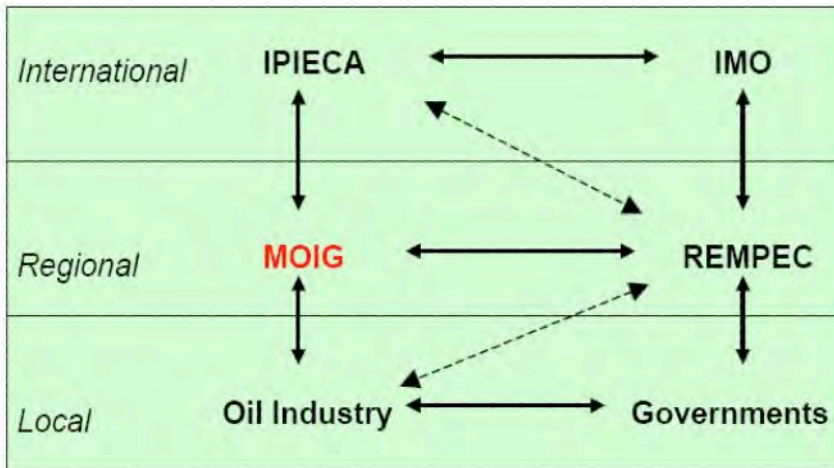 International IPIECA IMO
Regional MOIG REMPEC
Local Oil Industry Governments